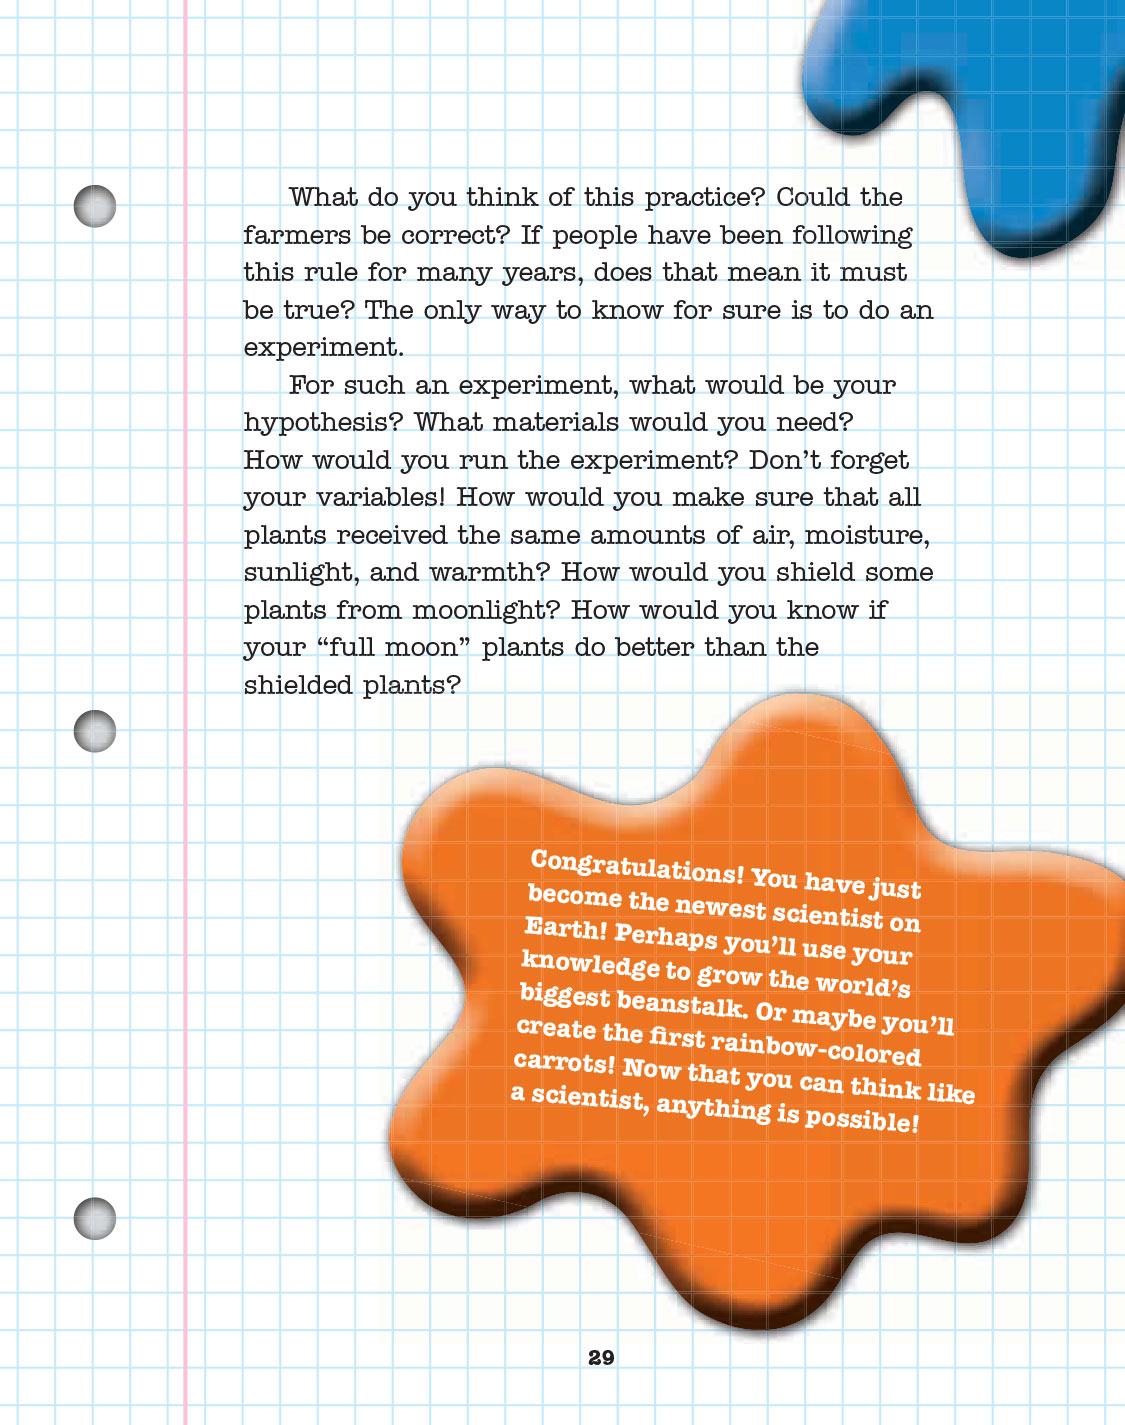 What do you think of this practice? Could the
farmers be correct? If people have been following
this rule for many years, does that mean it must
be true? The only way to know for sure is to do an
experiment.
For such an experiment, what would be your
hypothesis? What materials would you need?
How would you run the experiment? Don’t forget
your variables! How would you make sure that all
plants received the same amounts of air, moisture,
sunlight, and warmth? How would you shield some
plants from moonlight? How would you know if
your “full moon” plants do better than the
shielded plants?
Congratulations! You have just
become the newest scientist on
Earth! Perhaps you’ll use your
knowledge to grow the world’s
biggest beanstalk. Or maybe you’ll
create the first rainbow-colored
carrots! Now that you can think like
a scientist, anything is possible!
29